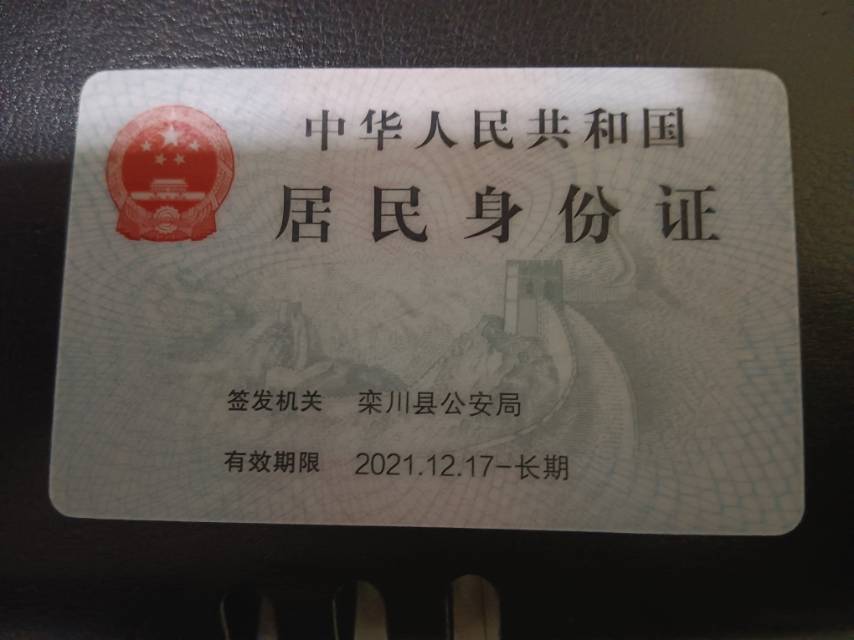 中华人民共和国
居民身份证
签发机关 栾川县公安局
有效期限 2021.12.17-长期